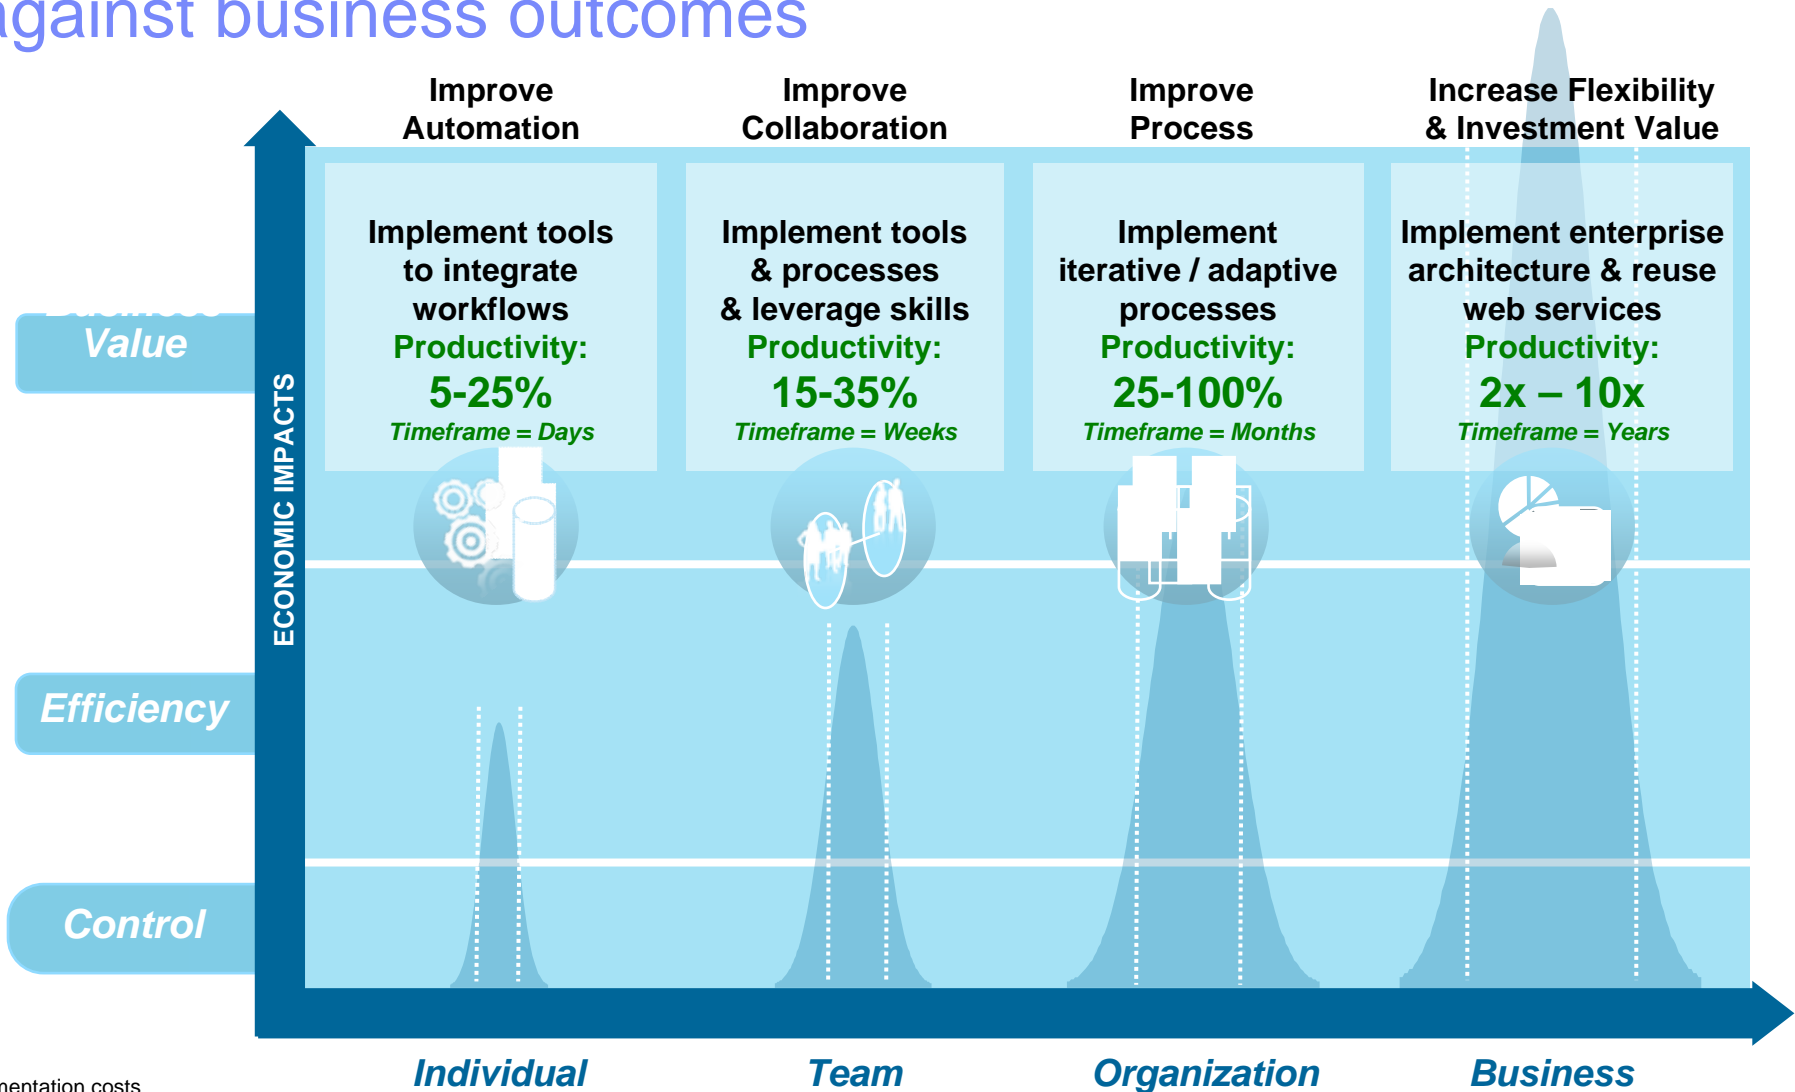 against business outcomes
Improve
Automation
Improve
Collaboration
Improve
Process
Increase Flexibility
& Investment Value
Implement tools
to integrate
workflows
Productivity:
5-25%
Timeframe = Days
Implement tools
& processes
& leverage skills
Productivity:
15-35%
Timeframe = Weeks
Implement
iterative / adaptive
processes
Productivity:
25-100%
Timeframe = Months
Implement enterprise
architecture & reuse
web services
Productivity:
2x – 10x
Timeframe = Years
Business
Value
ECONOMIC IMPACTS
Efficiency
Control
Individual
Team
Organization
Business
mentation costs